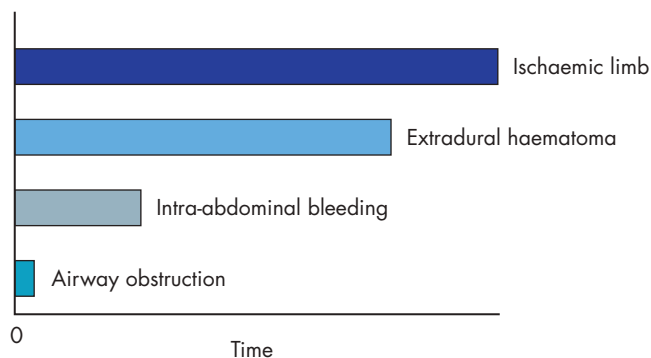 Ischaemic limb
Extradural haematoma
Intra-abdominal bleeding
Airway obstruction
0
Time